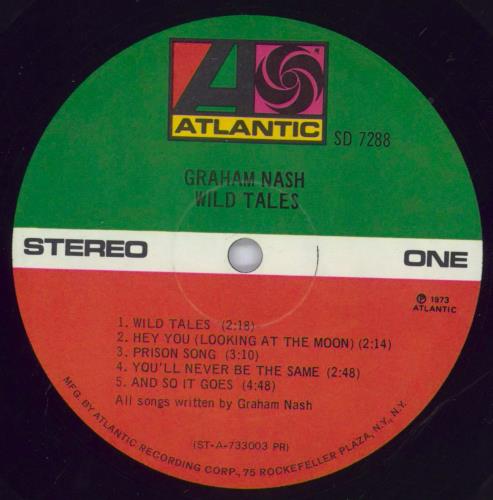 ATLANTIC
SD 7288
GRAHAM NASH
WILD TALES
STEREO
ONE
℗ 1973
ATLANTIC
1. WILD TALES (2:18)
2. HEY YOU (LOOKING AT THE MOON) (2:14)
3. PRISON SONG (3:10)
4. YOU'LL NEVER BE THE SAME (2:48)
5. AND SO IT GOES (4:48)
All songs written by Graham Nash
(ST-A-733003 PR)
MFG. BY ATLANTIC RECORDING CORP., 75 ROCKEFELLER PLAZA, N.Y., N.Y.